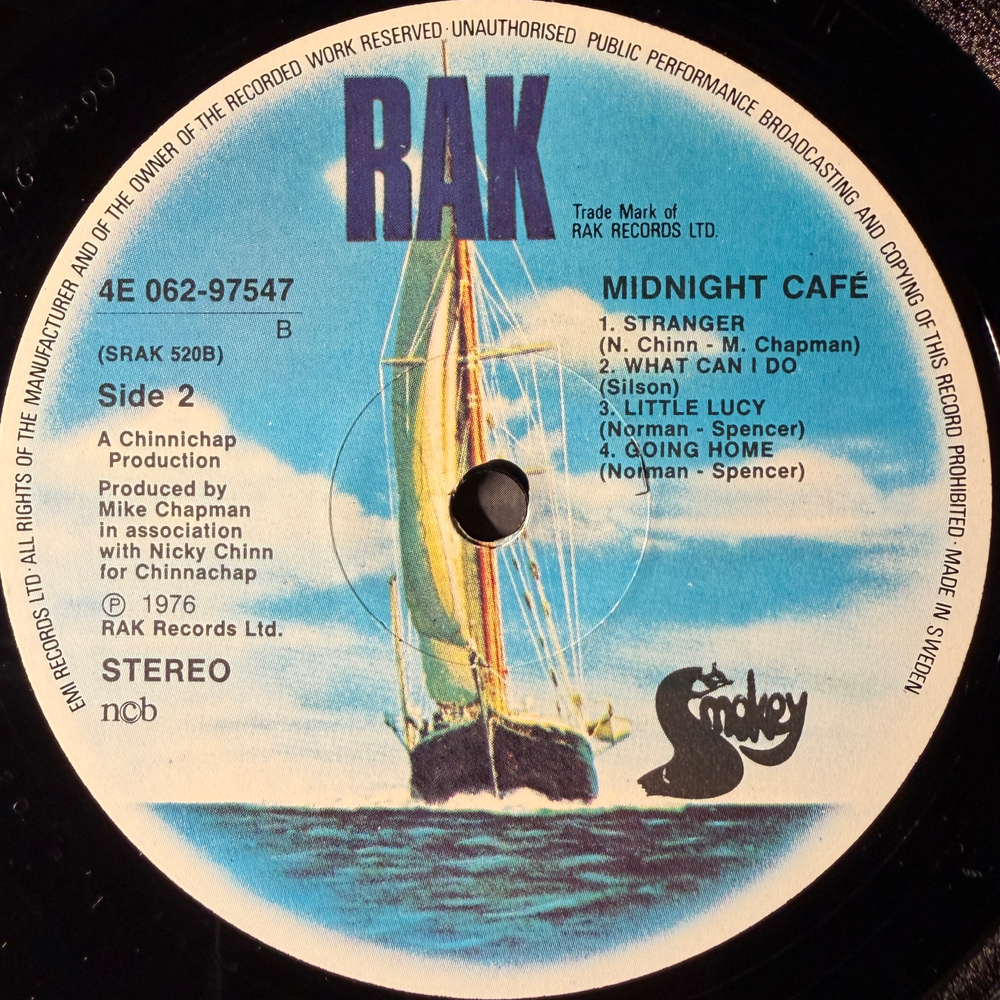 EMI RECORDS LTD · ALL RIGHTS OF THE MANUFACTURER AND OF THE OWNER OF THE RECORDED WORK RESERVED · UNAUTHORISED PUBLIC PERFORMANCE BROADCASTING AND COPYING OF THIS RECORD PROHIBITED · MADE IN SWEDEN
RAK
Trade Mark of
RAK RECORDS LTD.
4E 062-97547
B
(SRAK 520B)
Side 2
A Chinnichap
Production
Produced by
Mike Chapman
in association
with Nicky Chinn
for Chinnachap
Ⓟ 1976
RAK Records Ltd.
STEREO
n©b
MIDNIGHT CAFÉ
1. STRANGER
(N. Chinn - M. Chapman)
2. WHAT CAN I DO
(Silson)
3. LITTLE LUCY
(Norman - Spencer)
4. GOING HOME
(Norman - Spencer)
Smokey